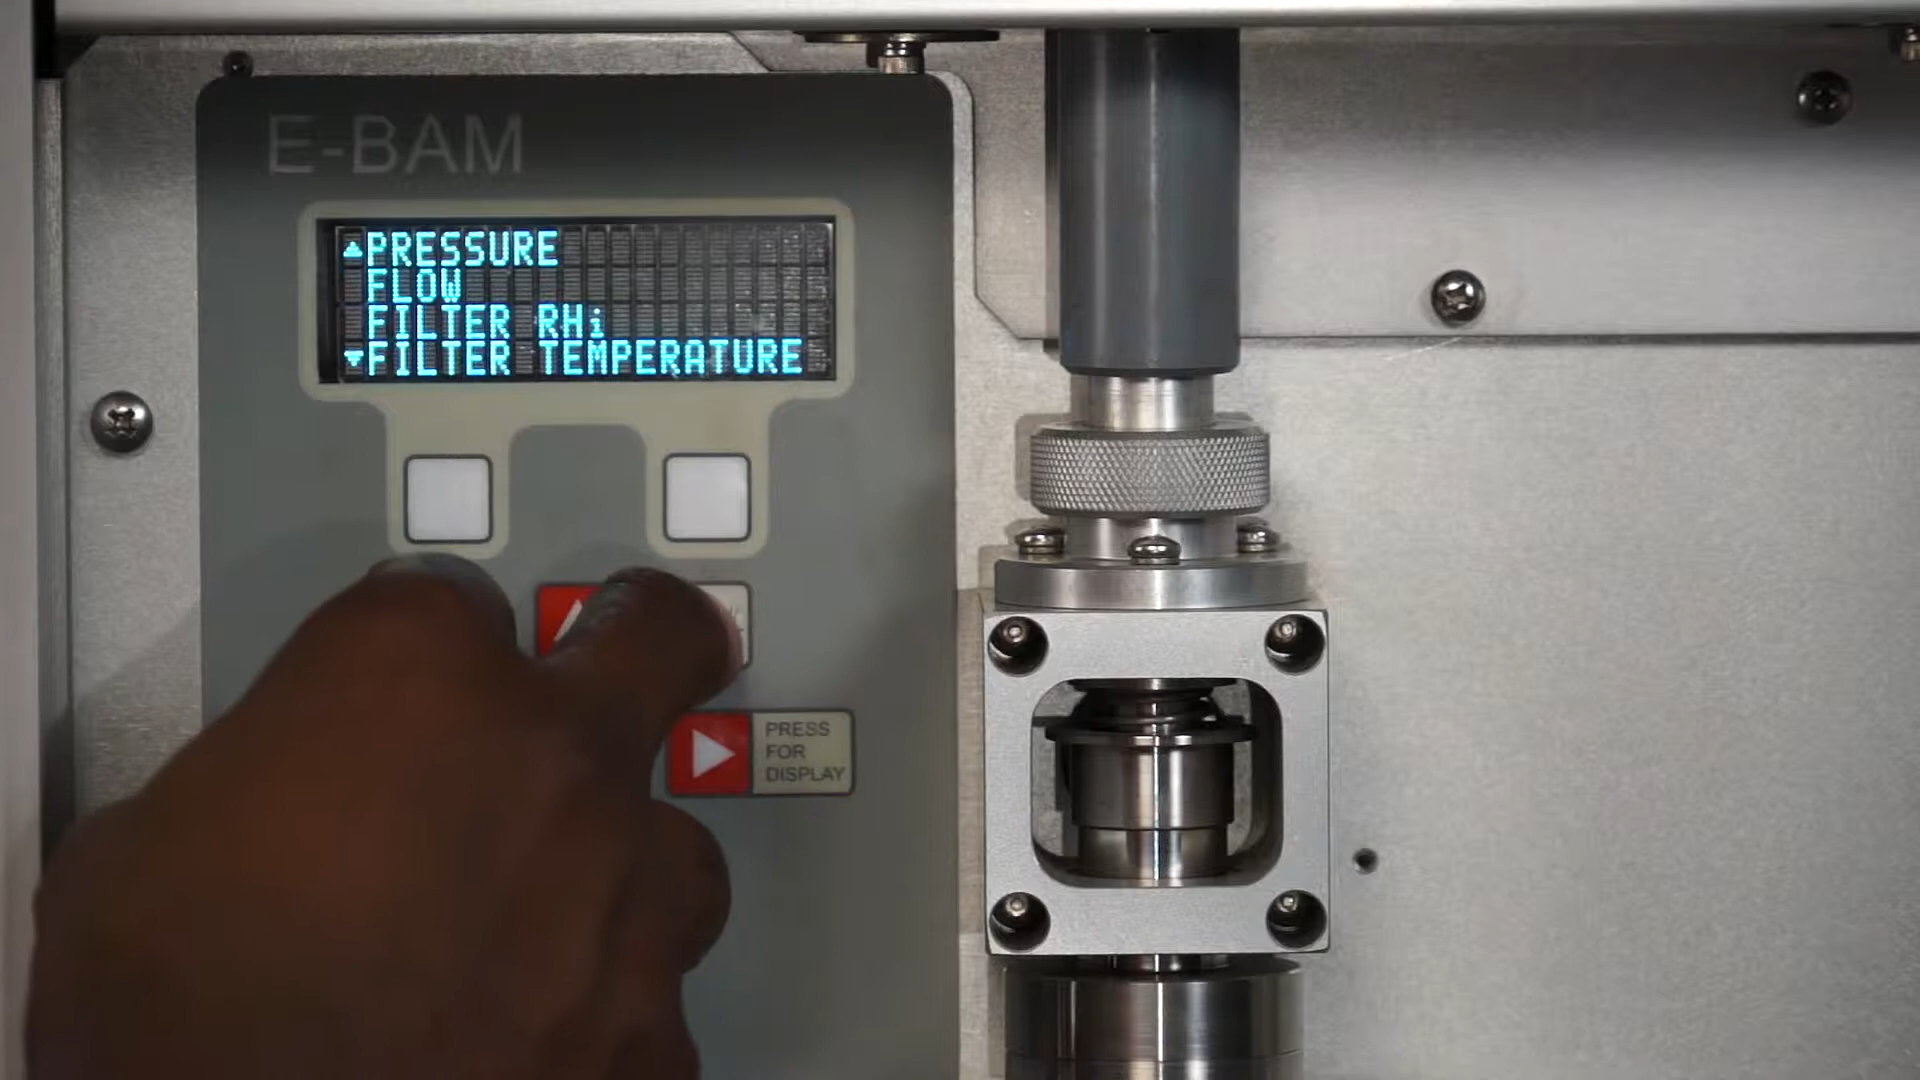 E-BAM
PRESSURE
FLOW
FILTER RHi
FILTER TEMPERATURE
PRESS
FOR
DISPLAY